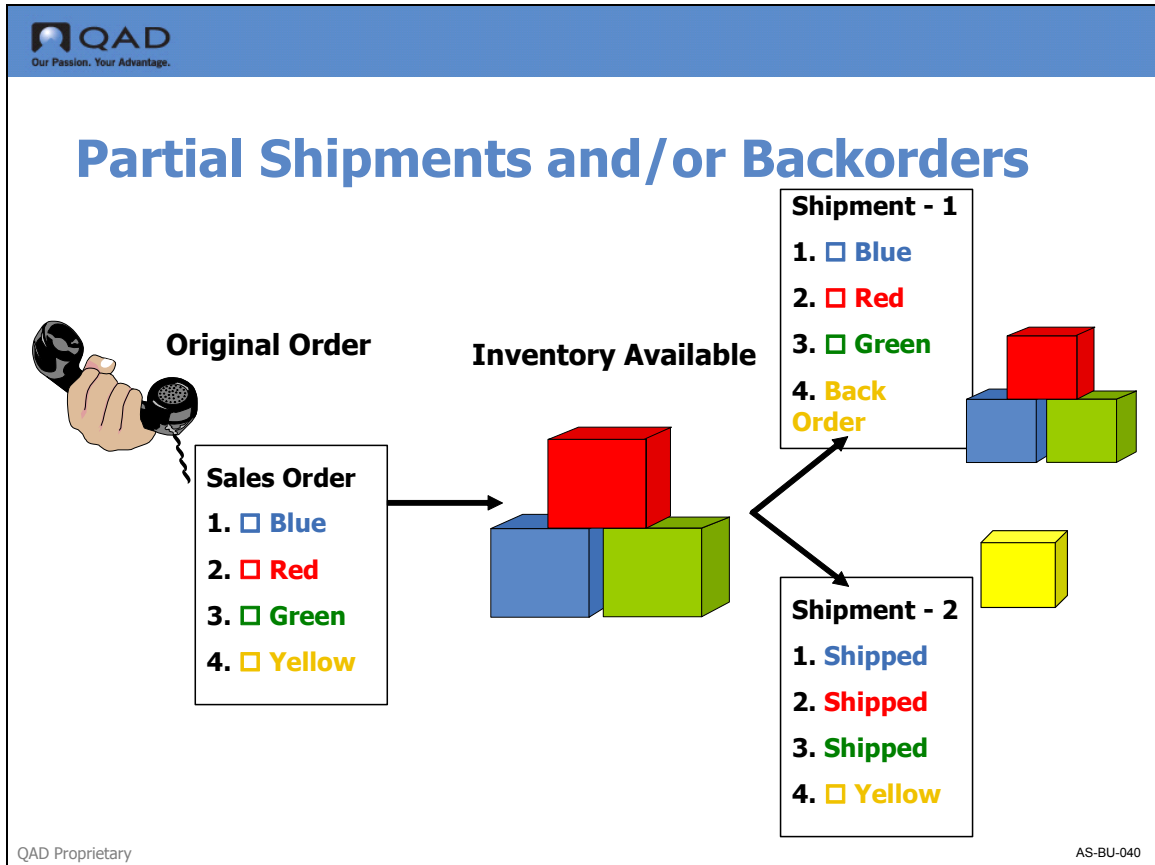 QAD
Our Passion. Your Advantage.
Partial Shipments and/or Backorders
Original Order
Sales Order
1. ☐ Blue
2. ☐ Red
3. ☐ Green
4. ☐ Yellow
Inventory Available
Shipment - 1
1. ☐ Blue
2. ☐ Red
3. ☐ Green
4. Back
Order
Shipment - 2
1. Shipped
2. Shipped
3. Shipped
4. ☐ Yellow
QAD Proprietary
AS-BU-040